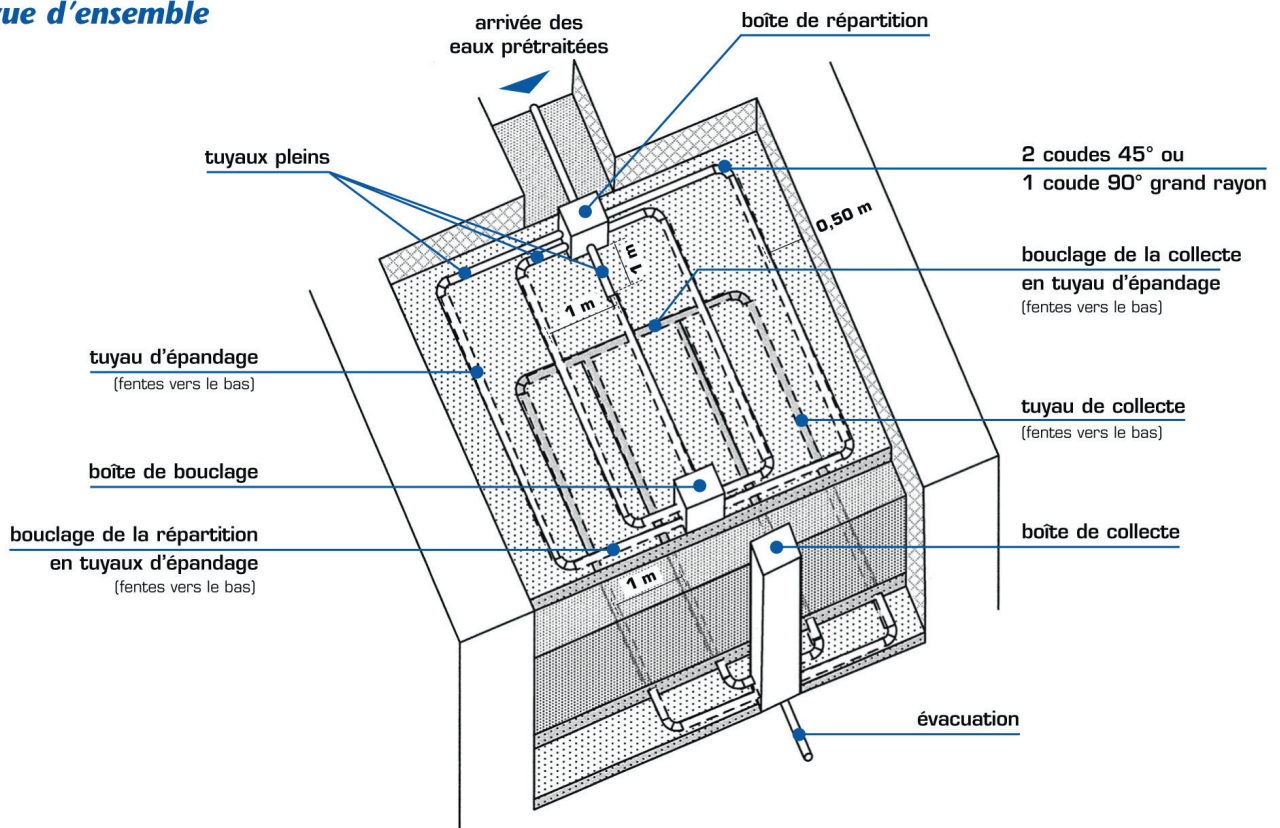 vue d'ensemble
arrivée des
eaux prétraitées
boîte de répartition
tuyaux pleins
2 coudes 45° ou
1 coude 90° grand rayon
0,50 m
1 m
1 m
bouclage de la collecte
en tuyau d'épandage
(fentes vers le bas)
tuyau d'épandage
(fentes vers le bas)
tuyau de collecte
(fentes vers le bas)
boîte de bouclage
bouclage de la répartition
en tuyaux d'épandage
(fentes vers le bas)
boîte de collecte
1 m
évacuation